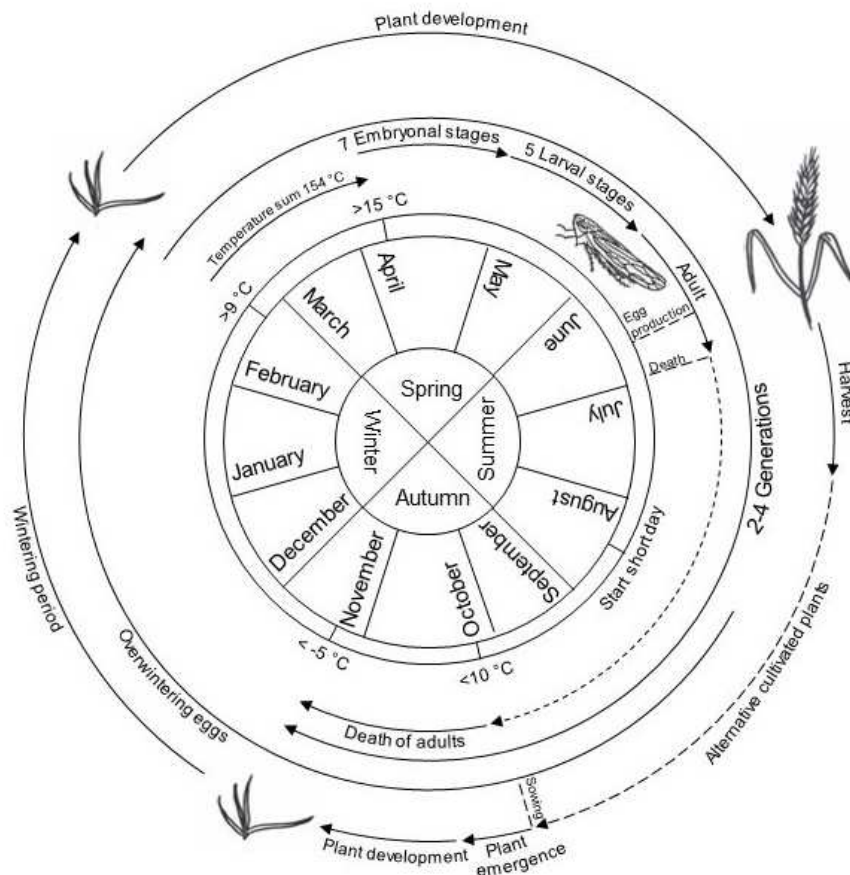 Plant development
7 Embryonal stages
5 Larval stages
Temperature sum 154 °C
>15 °C
>9 °C
Adult
Egg
production
Death
Harvest
2-4 Generations
March
April
May
June
July
August
September
October
November
December
January
February
Spring
Summer
Autumn
Winter
Start short day
<10 °C
< -5 °C
Alternative cultivated plants
Death of adults
Sowing
Plant
emergence
Plant development
Overwintering eggs
Wintering period